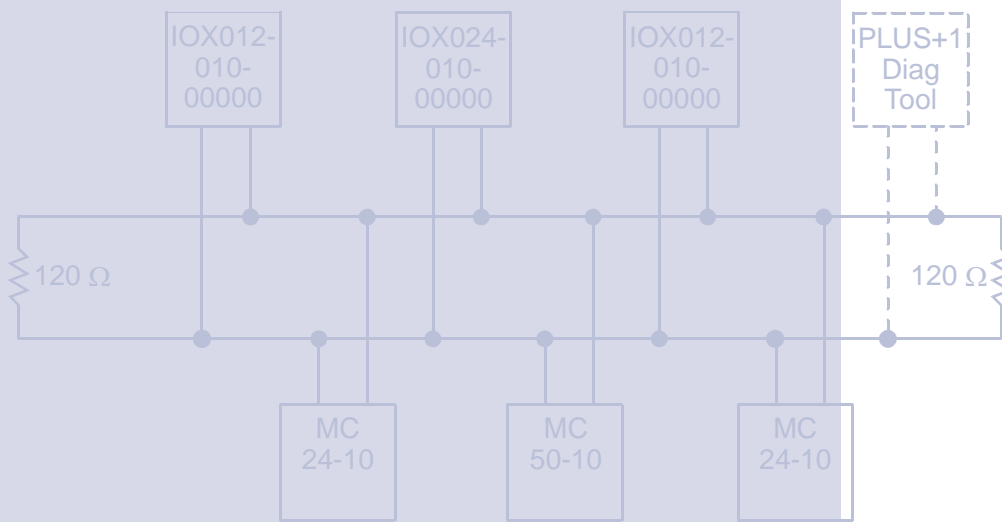 IOX012-
010-
00000
IOX024-
010-
00000
IOX012-
010-
00000
PLUS+1
Diag
Tool
120 Ω
120 Ω
MC
24-10
MC
50-10
MC
24-10